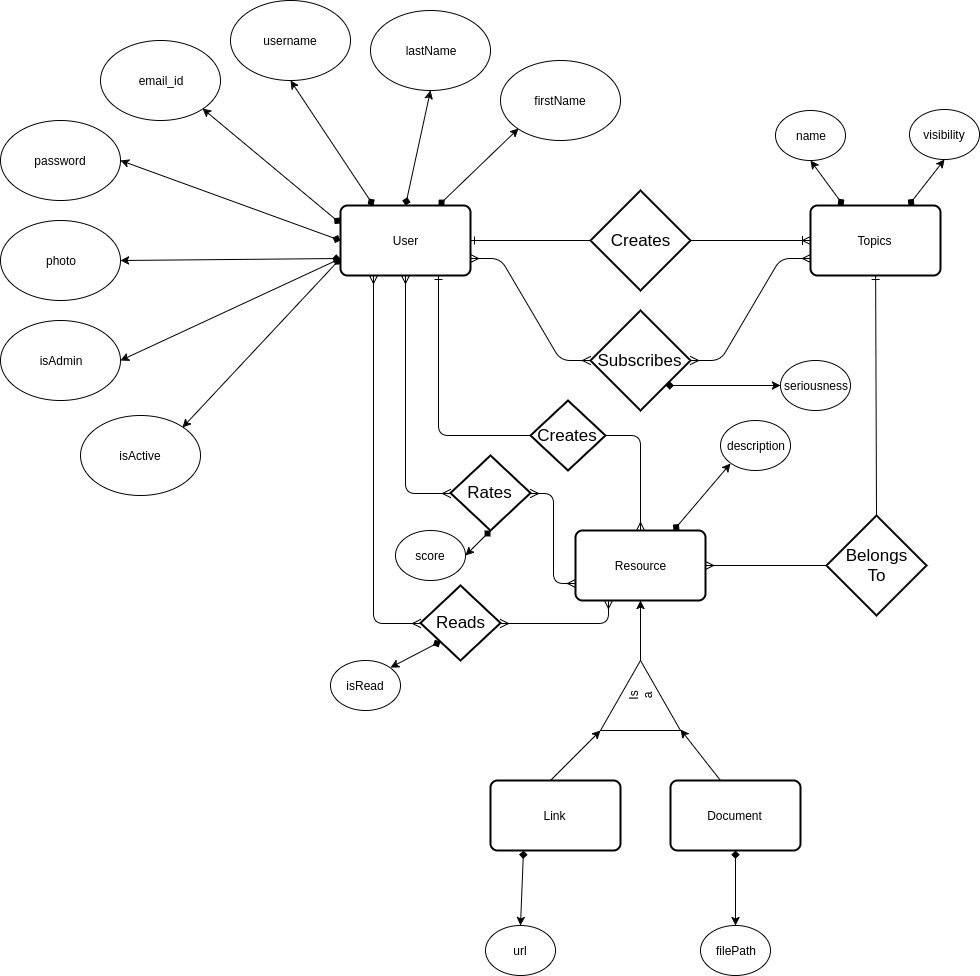 username
lastName
email_id
firstName
name
visibility
password
User
Creates
Topics
photo
isAdmin
Subscribes
seriousness
Creates
description
isActive
Rates
score
Resource
Belongs
To
Reads
isRead
Is
a
Link
Document
url
filePath